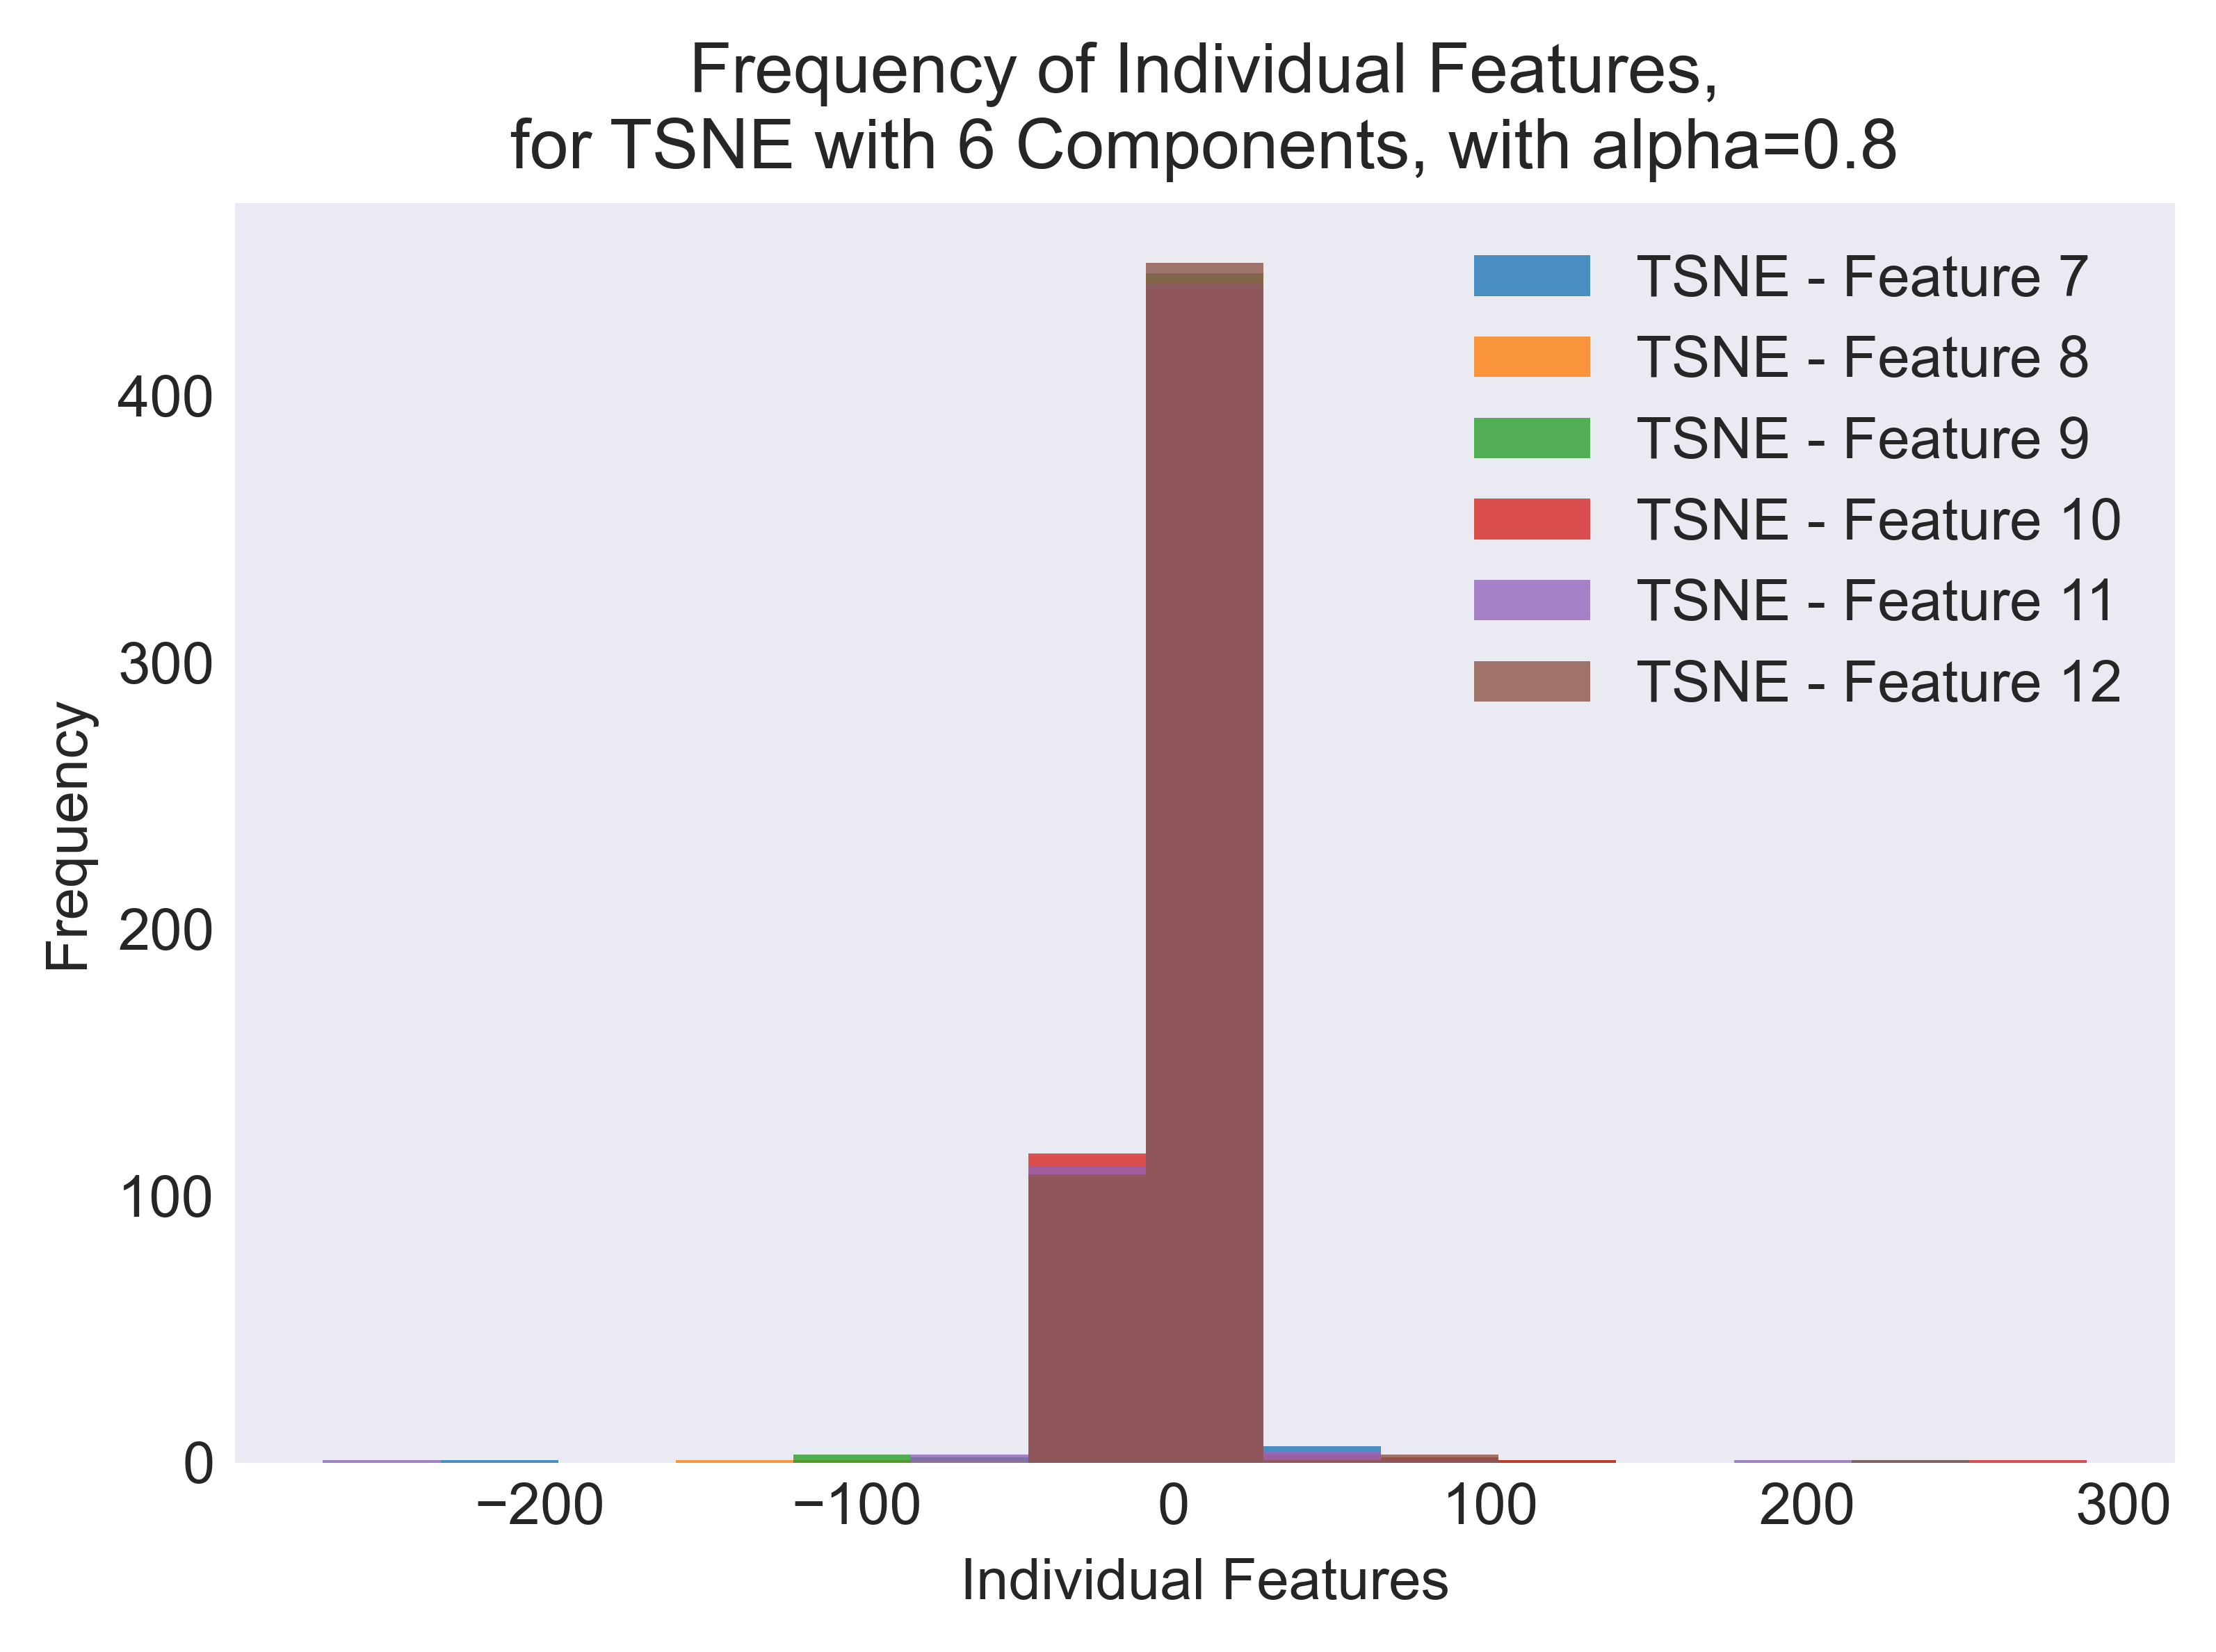 Frequency of Individual Features,
for TSNE with 6 Components, with alpha=0.8
TSNE - Feature 7
TSNE - Feature 8
TSNE - Feature 9
TSNE - Feature 10
TSNE - Feature 11
TSNE - Feature 12
Frequency
400
300
200
100
0
−200 −100 0 100 200 300
Individual Features